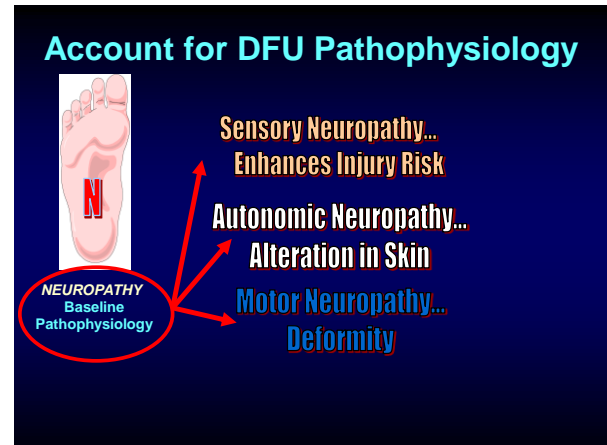 Account for DFU Pathophysiology
N
Sensory Neuropathy...
Enhances Injury Risk
Autonomic Neuropathy...
Alteration in Skin
Motor Neuropathy...
Deformity
NEUROPATHY
Baseline
Pathophysiology